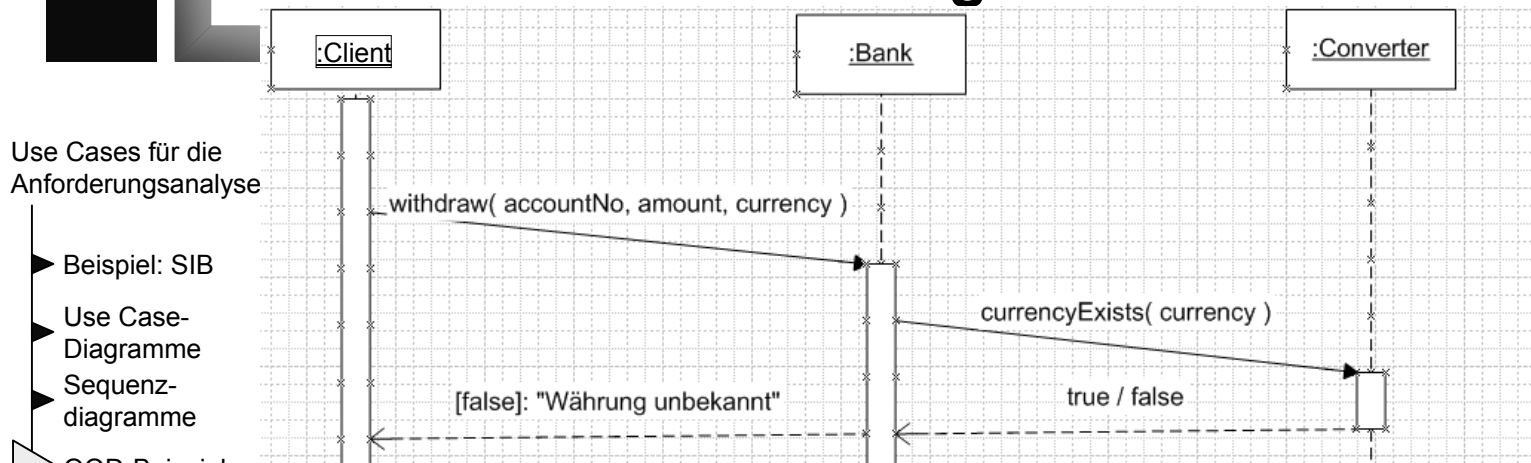 :Client
:Bank
:Converter
Use Cases für die
Anforderungsanalyse
withdraw( accountNo, amount, currency )
Beispiel: SIB
currencyExists( currency )
Use Case-
Diagramme
Sequenz-
diagramme
[false]: "Währung unbekannt"
true / false